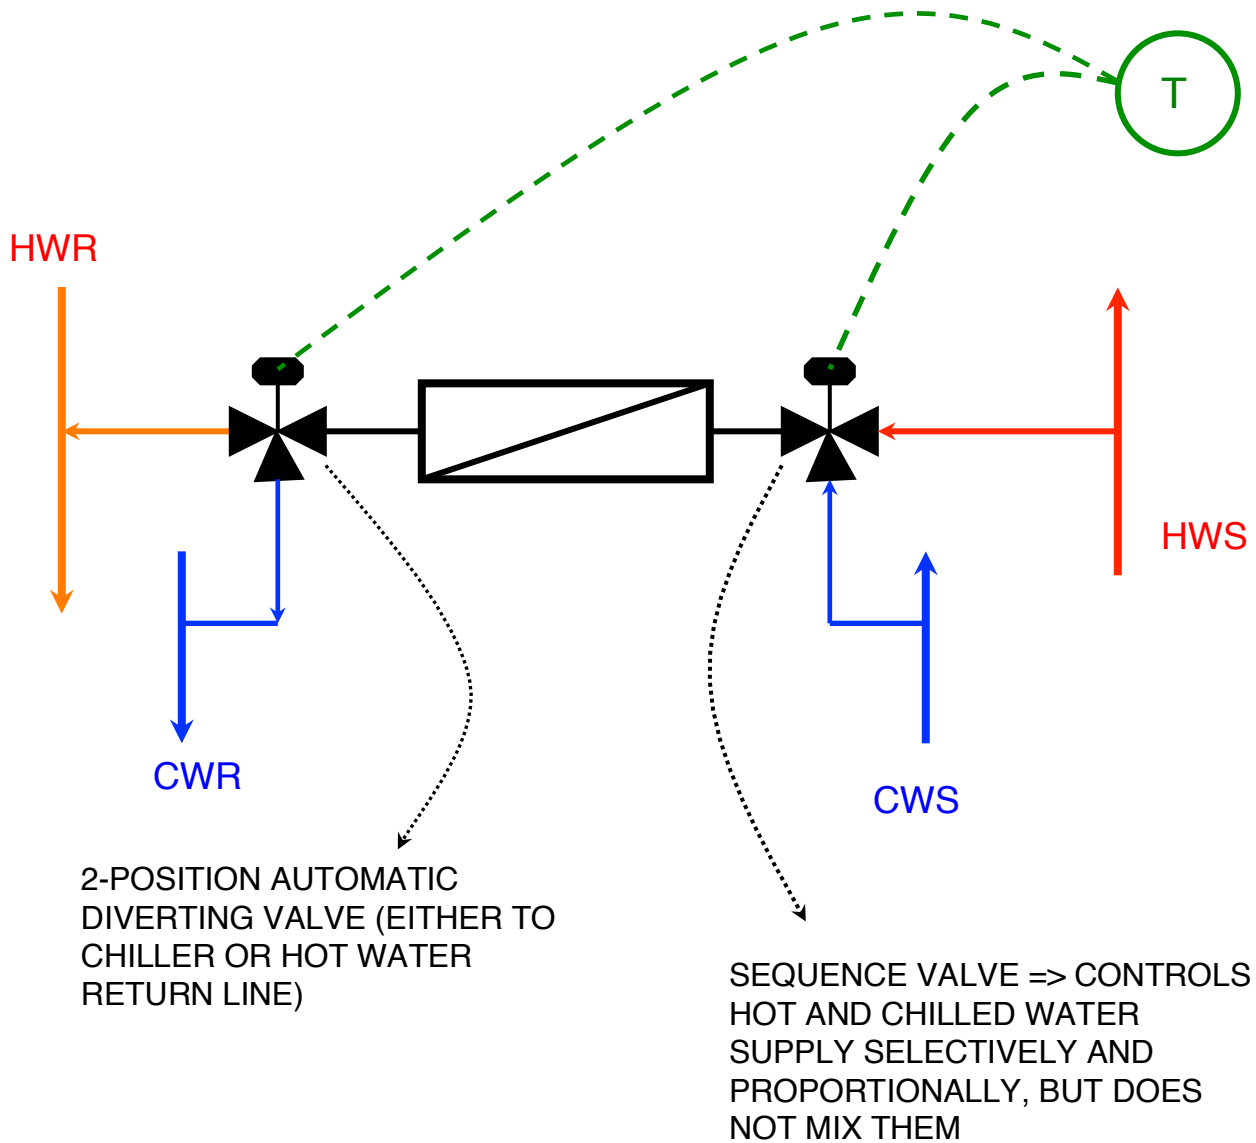 T
HWR
HWS
CWR
CWS
2-POSITION AUTOMATIC
DIVERTING VALVE (EITHER TO
CHILLER OR HOT WATER
RETURN LINE)
SEQUENCE VALVE => CONTROLS
HOT AND CHILLED WATER
SUPPLY SELECTIVELY AND
PROPORTIONALLY, BUT DOES
NOT MIX THEM